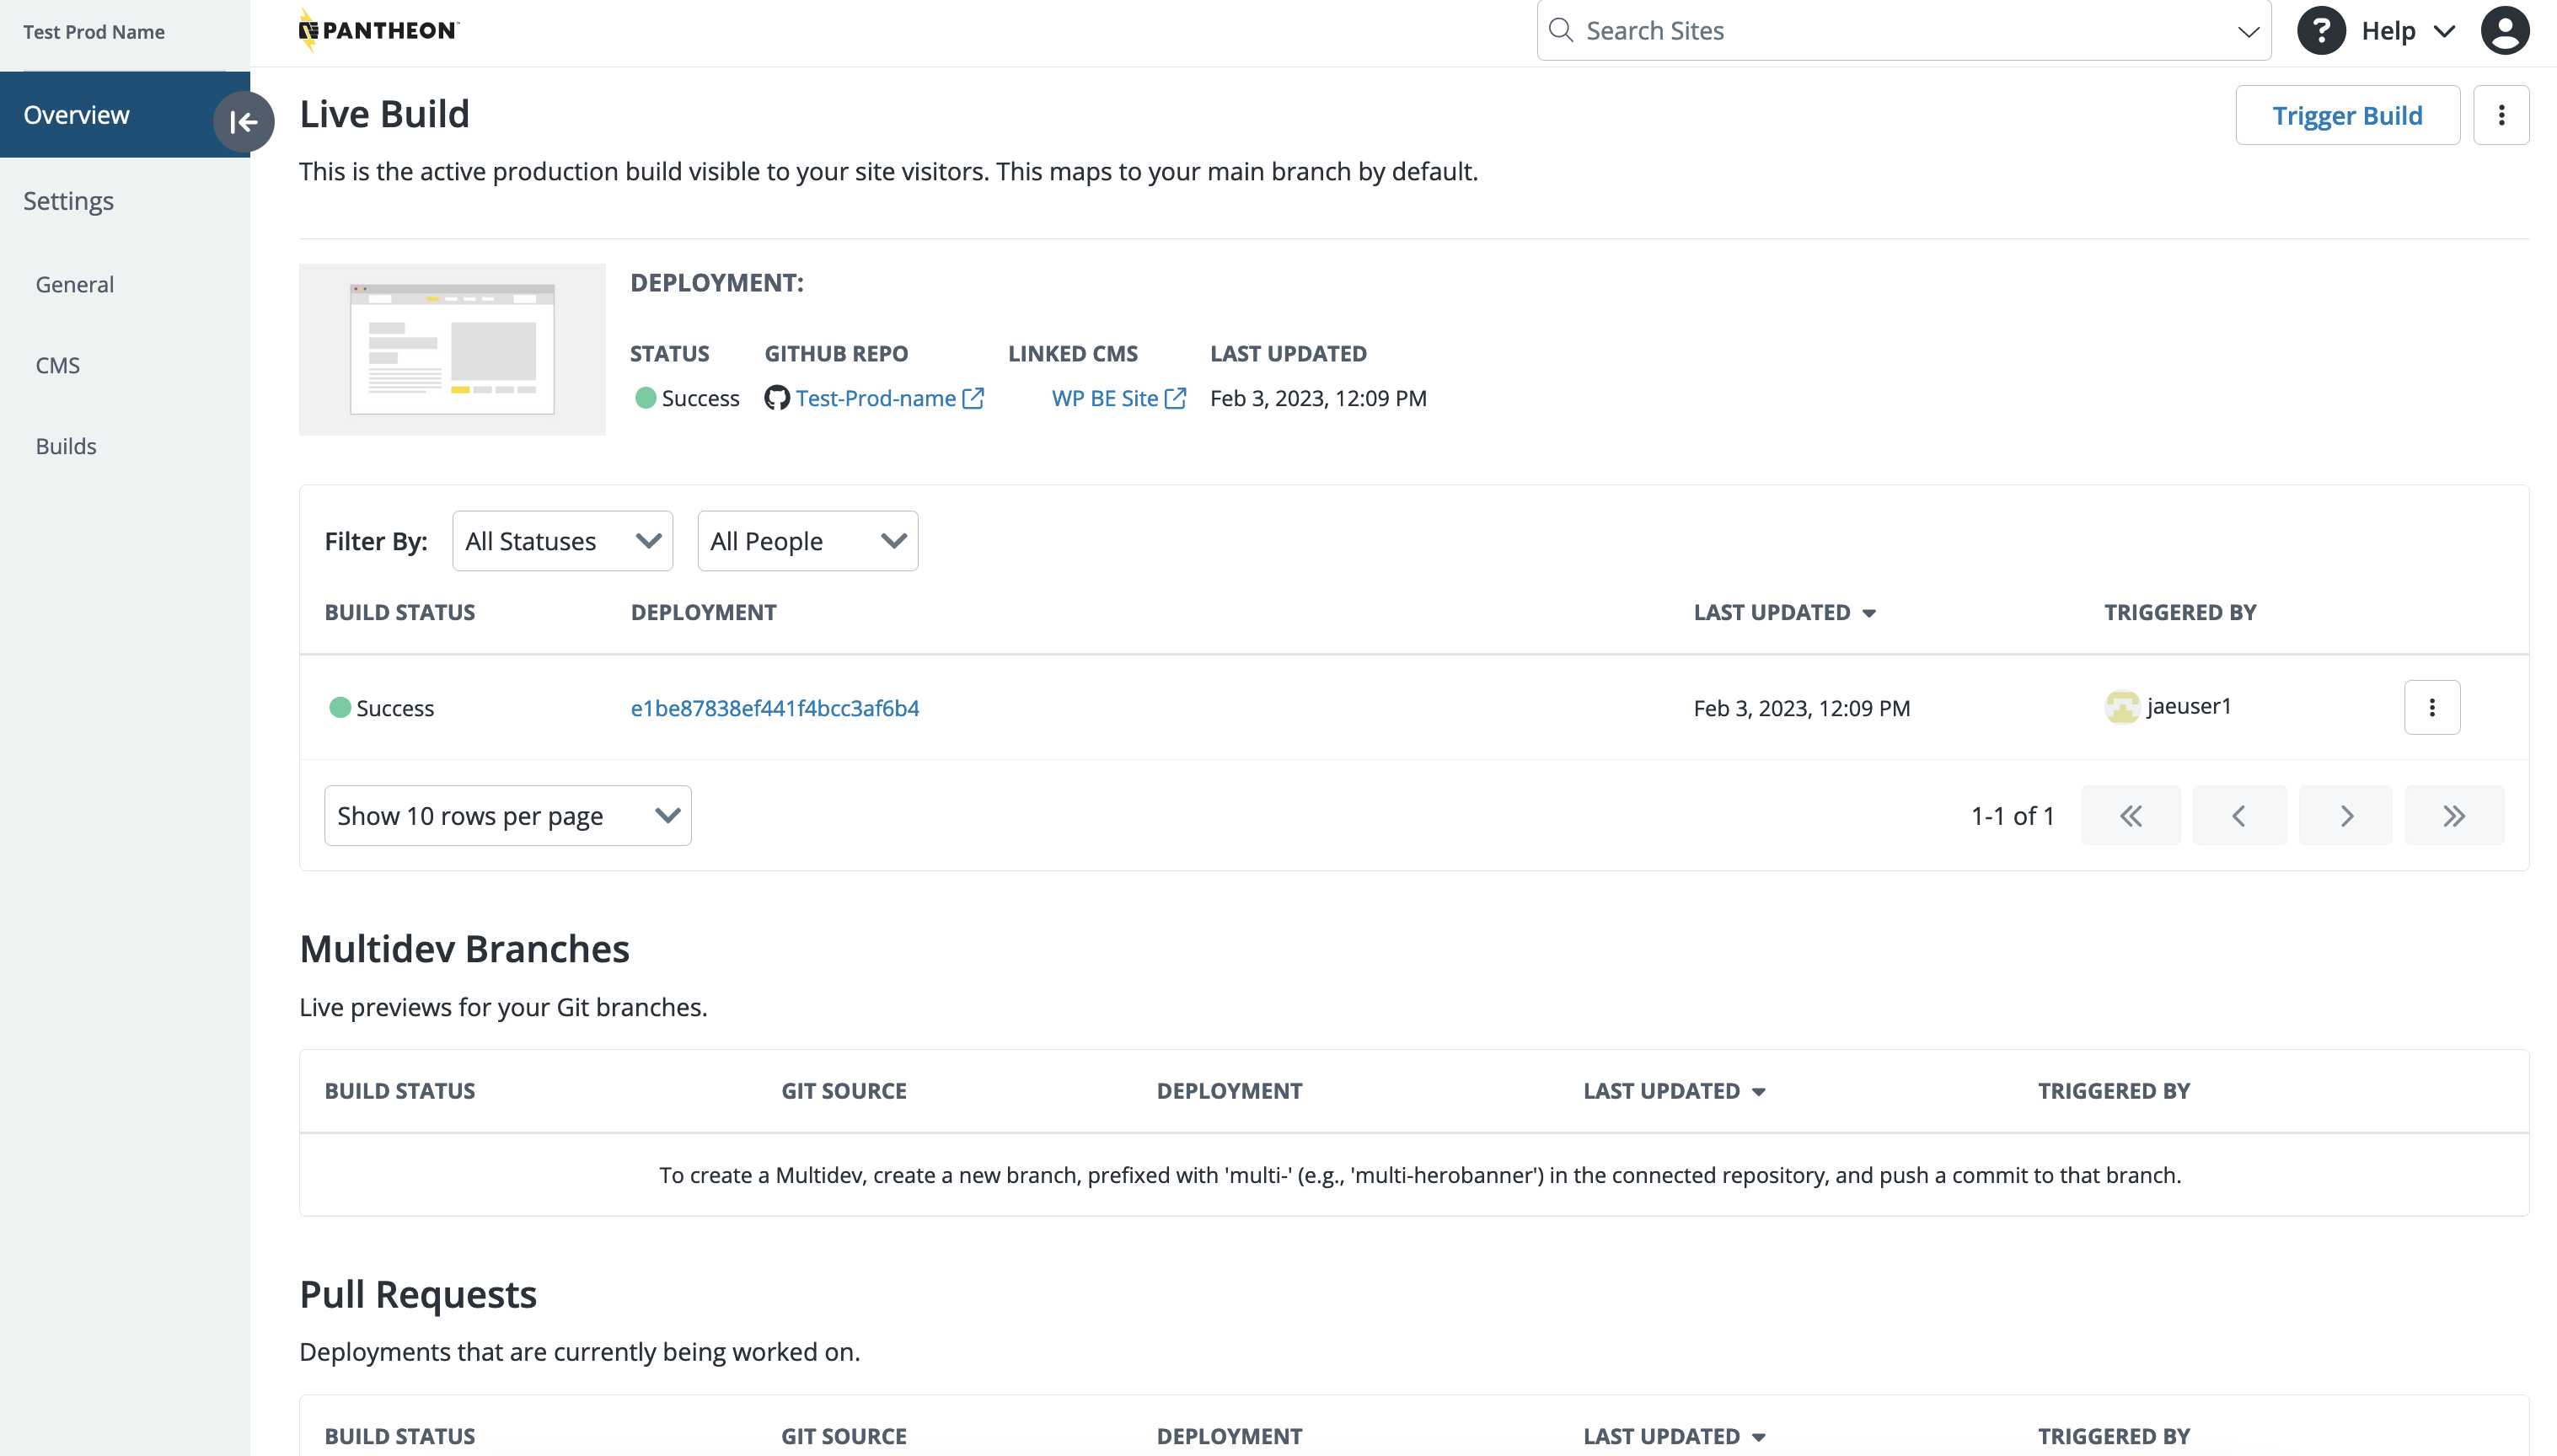 Test Prod Name
PANTHEON
Search Sites
? Help
Overview
Settings
General
CMS
Builds
Live Build
Trigger Build
This is the active production build visible to your site visitors. This maps to your main branch by default.
DEPLOYMENT:
STATUS GITHUB REPO LINKED CMS LAST UPDATED
Success Test-Prod-name WP BE Site Feb 3, 2023, 12:09 PM
Filter By: All Statuses All People
BUILD STATUS DEPLOYMENT LAST UPDATED TRIGGERED BY
Success e1be87838ef441f4bcc3af6b4 Feb 3, 2023, 12:09 PM jaeuser1
Show 10 rows per page 1-1 of 1
Multidev Branches
Live previews for your Git branches.
BUILD STATUS GIT SOURCE DEPLOYMENT LAST UPDATED TRIGGERED BY
To create a Multidev, create a new branch, prefixed with 'multi-' (e.g., 'multi-herobanner') in the connected repository, and push a commit to that branch.
Pull Requests
Deployments that are currently being worked on.
BUILD STATUS GIT SOURCE DEPLOYMENT LAST UPDATED TRIGGERED BY